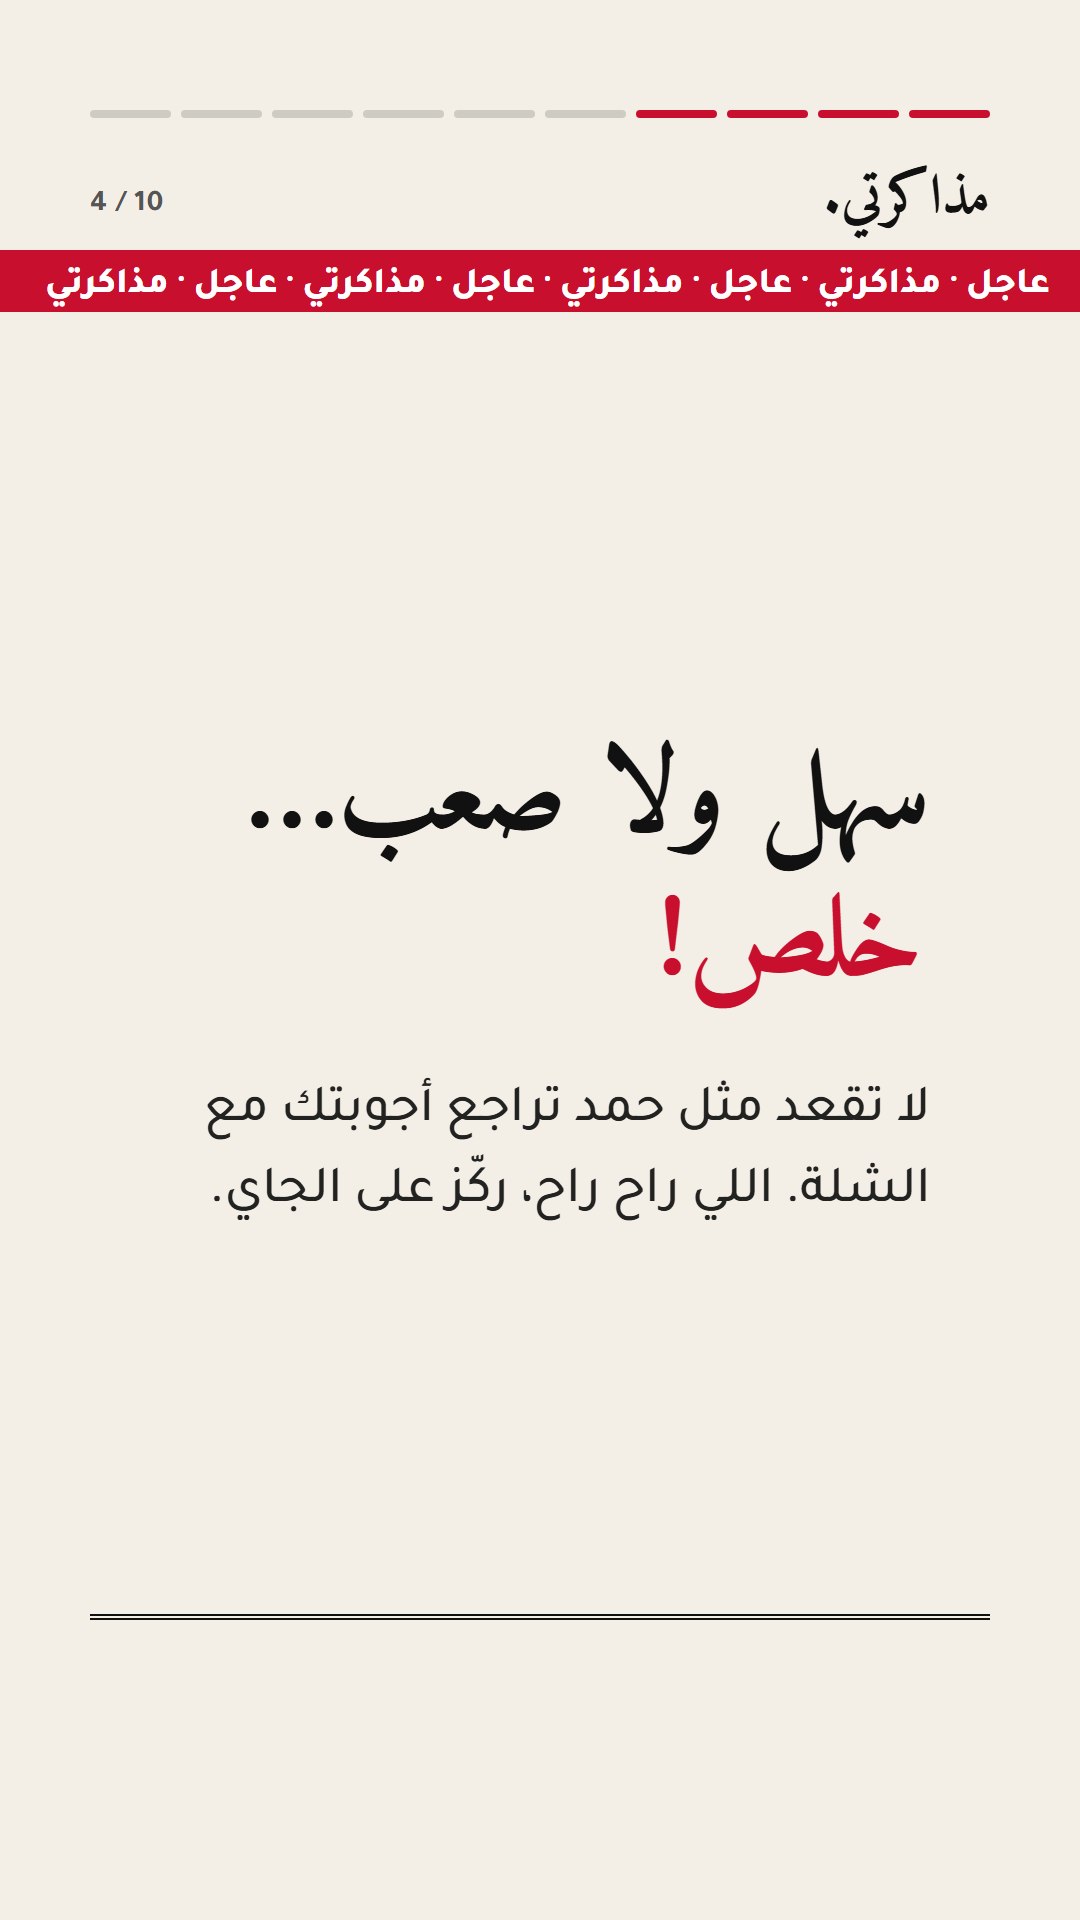 مذاكرتي.
4 / 10
عاجل · مذاكرتي · عاجل · مذاكرتي · عاجل · مذاكرتي · عاجل · مذاكرتي
سهل ولا صعب...
خلص!
لا تقعد مثل حمد تراجع أجوبتك مع
الشلة. اللي راح راح، ركّز على الجاي.